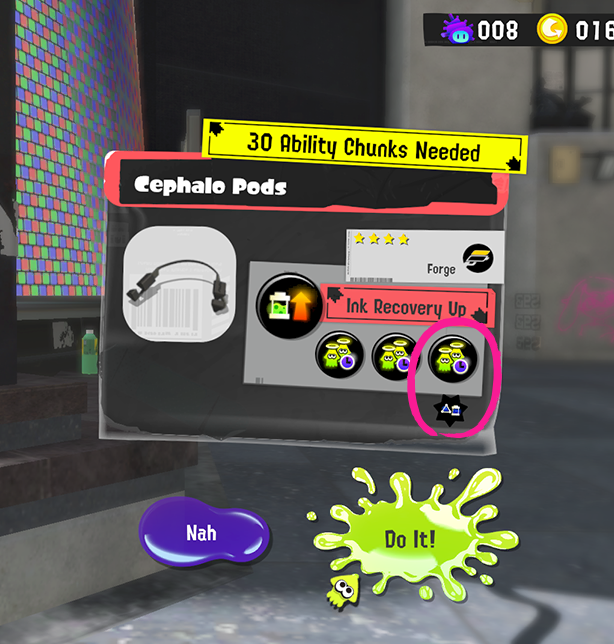 008 016
30 Ability Chunks Needed
Cephalo Pods
Forge
Ink Recovery Up
Nah
Do It!